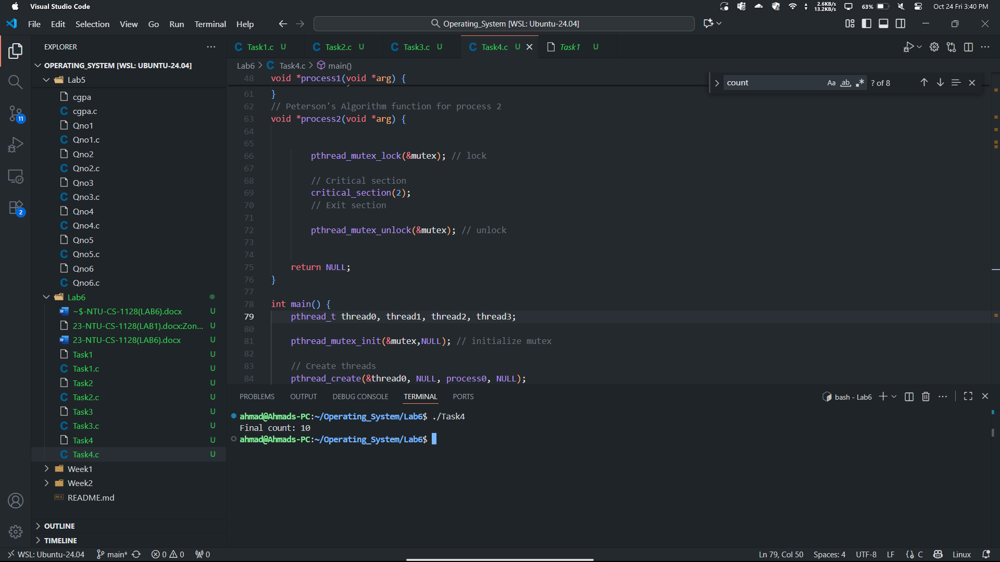 Visual Studio Code
2.6KB/s
13.2KB/s
63%
Oct 24 Fri 3:40 PM
File Edit Selection View Go Run Terminal Help
Operating_System [WSL: Ubuntu-24.04]
EXPLORER
OPERATING_SYSTEM [WSL: UBUNTU-24.04]
Lab5
cgpa
cgpa.c
Qno1
Qno1.c
Qno2
Qno2.c
Qno3
Qno3.c
Qno4
Qno4.c
Qno5
Qno5.c
Qno6
Qno6.c
Lab6
~$-NTU-CS-1128(LAB6).docx U
23-NTU-CS-1128(LAB1).docx:Zon... U
23-NTU-CS-1128(LAB6).docx U
Task1 U
Task1.c U
Task2 U
Task2.c U
Task3 U
Task3.c U
Task4 U
Task4.c U
Week1
Week2
README.md
OUTLINE
TIMELINE
11
2
Task1.c U Task2.c U Task3.c U Task4.c U Task1 U
Lab6 > Task4.c > main()
count Aa ab ? of 8
48 void *process1(void *arg) {
61 }
62 // Peterson's Algorithm function for process 2
63 void *process2(void *arg) {
64
65
66 pthread_mutex_lock(&mutex); // lock
67
68 // Critical section
69 critical_section(2);
70 // Exit section
71
72 pthread_mutex_unlock(&mutex); // unlock
73
74
75 return NULL;
76 }
77
78 int main() {
79 pthread_t thread0, thread1, thread2, thread3;
80
81 pthread_mutex_init(&mutex,NULL); // initialize mutex
82
83 // Create threads
84 pthread_create(&thread0, NULL, process0, NULL);
PROBLEMS OUTPUT DEBUG CONSOLE TERMINAL PORTS
bash - Lab6
ahmad@Ahmads-PC:~/Operating_System/Lab6$ ./Task4
Final count: 10
ahmad@Ahmads-PC:~/Operating_System/Lab6$
WSL: Ubuntu-24.04 main* 0 0 0
Ln 79, Col 50 Spaces: 4 UTF-8 LF C Linux